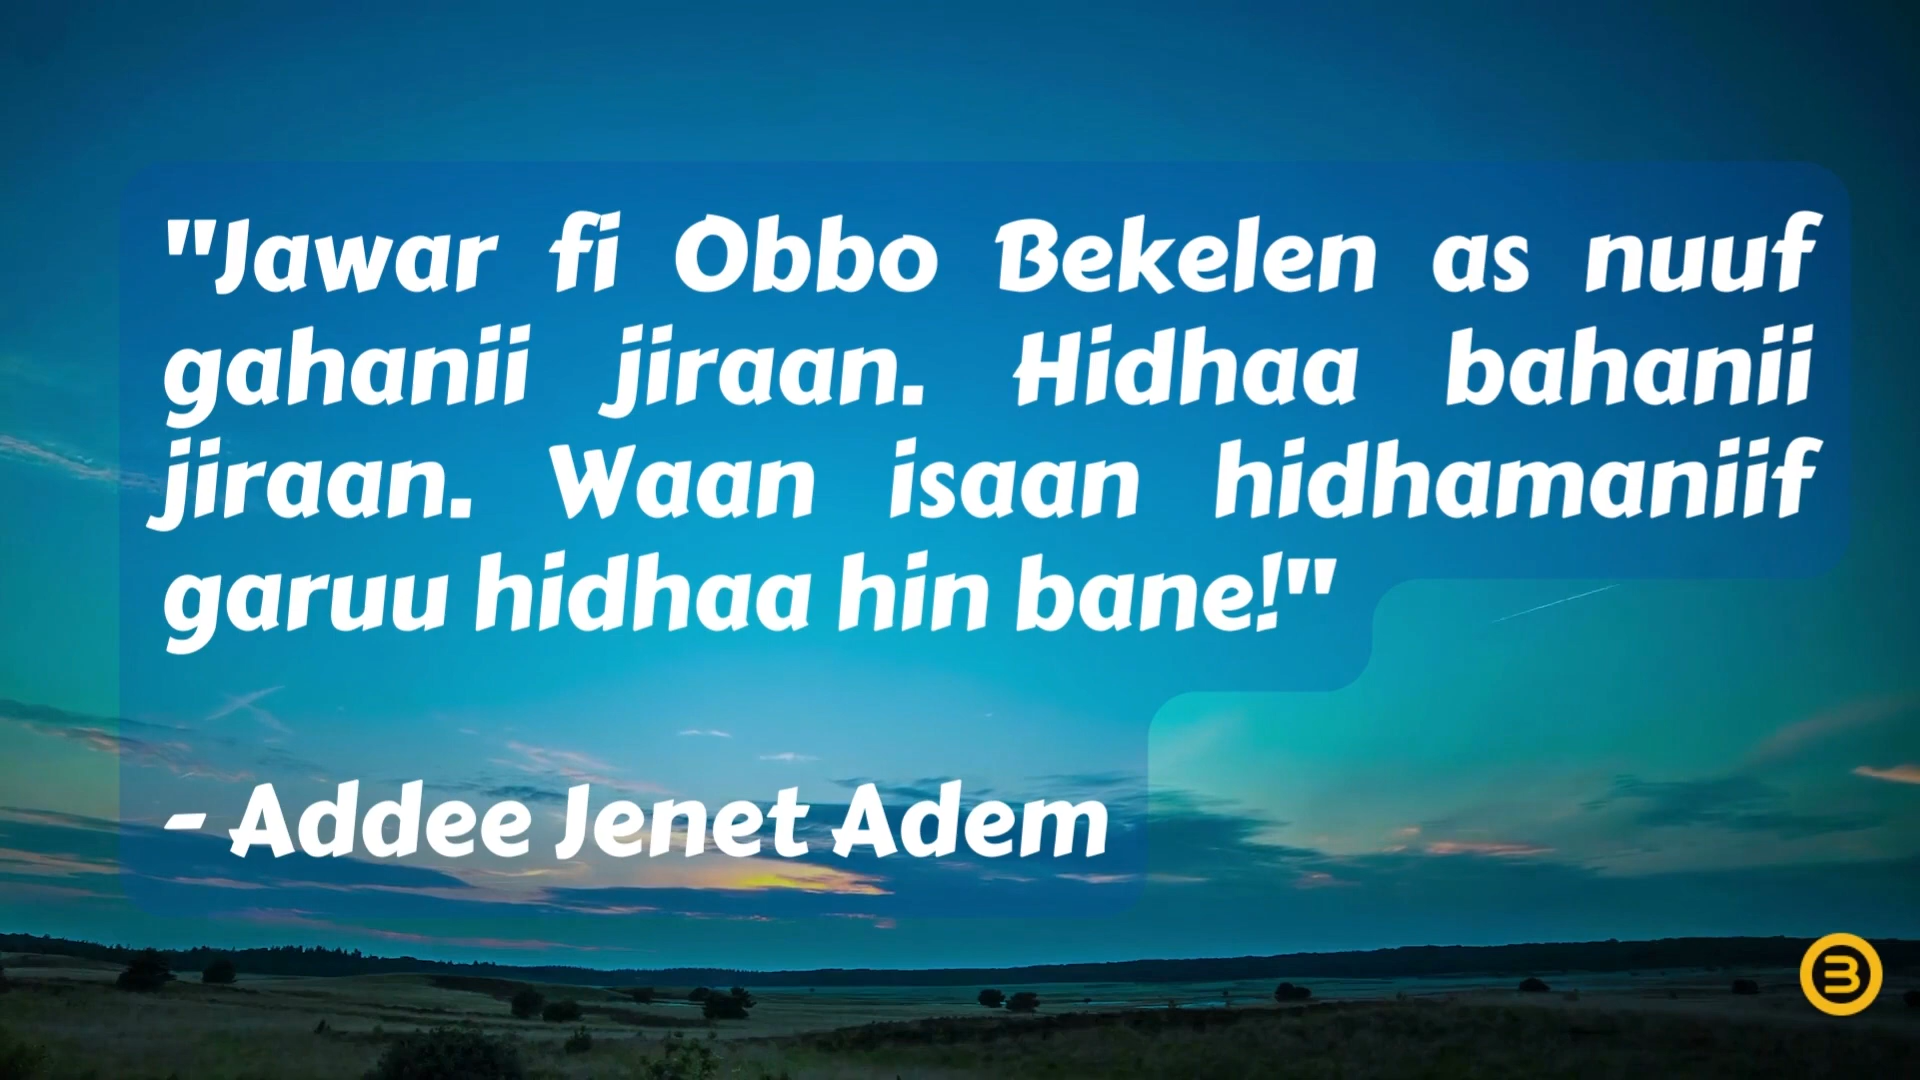 "Jawar fi Obbo Bekelen as nuuf
gahanii jiraan. Hidhaa bahanii
jiraan. Waan isaan hidhamaniif
garuu hidhaa hin bane!"
- Addee Jenet Adem
B